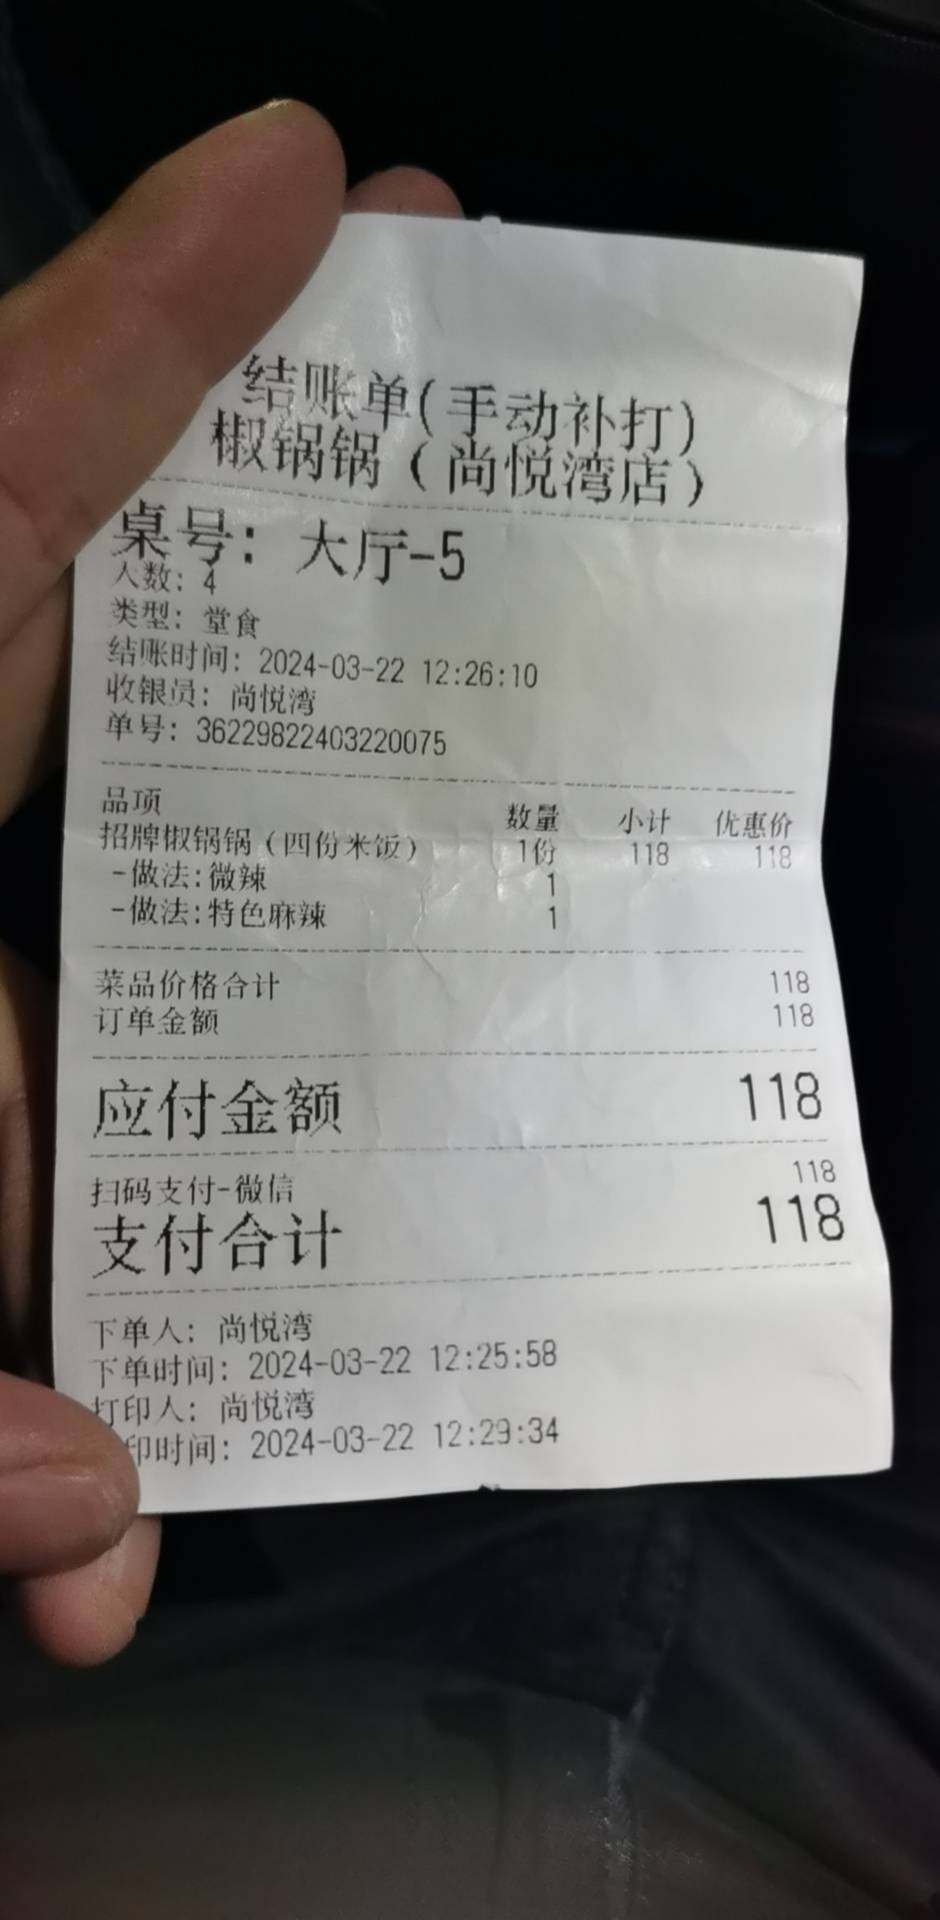 结账单(手动补打)
椒锅锅(尚悦湾店)
桌号: 大厅-5
人数: 4
类型: 堂食
结账时间: 2024-03-22 12:26:10
收银员: 尚悦湾
单号: 36229822403220075
品项 数量 小计 优惠价
招牌椒锅锅(四份米饭) 1份 118 118
-做法:微辣 1
-做法:特色麻辣 1
菜品价格合计 118
订单金额 118
应付金额 118
扫码支付-微信 118
支付合计 118
下单人: 尚悦湾
下单时间: 2024-03-22 12:25:58
打印人: 尚悦湾
印时间: 2024-03-22 12:29:34